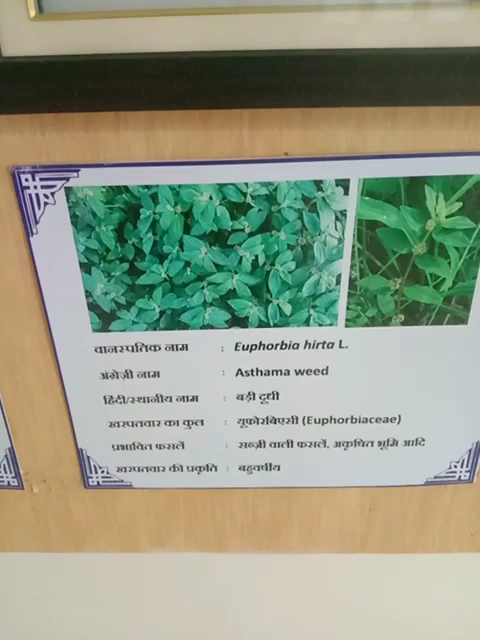 वानस्पतिक नाम : Euphorbia hirta L.
अंग्रेज़ी नाम : Asthama weed
हिंदी/स्थानीय नाम : बड़ी दूधी
खरपतवार का कुल : यूफोरबिएसी (Euphorbiaceae)
प्रभावित फसलें : सब्ज़ी वाली फसलें, अकृषित भूमि आदि
खरपतवार की प्रकृति : बहुवर्षीय